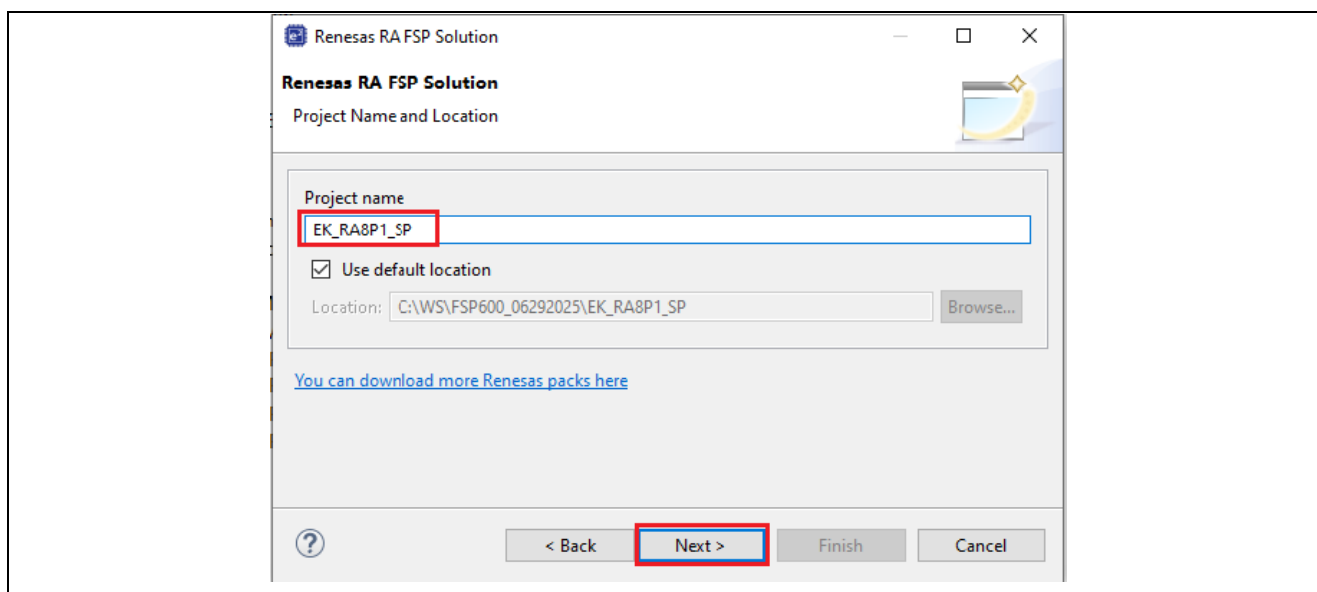 Renesas RA FSP Solution
Renesas RA FSP Solution
Project Name and Location
Project name
EK_RA8P1_SP
Use default location
Location: C:\WS\FSP600_06292025\EK_RA8P1_SP Browse...
You can download more Renesas packs here
? < Back Next > Finish Cancel